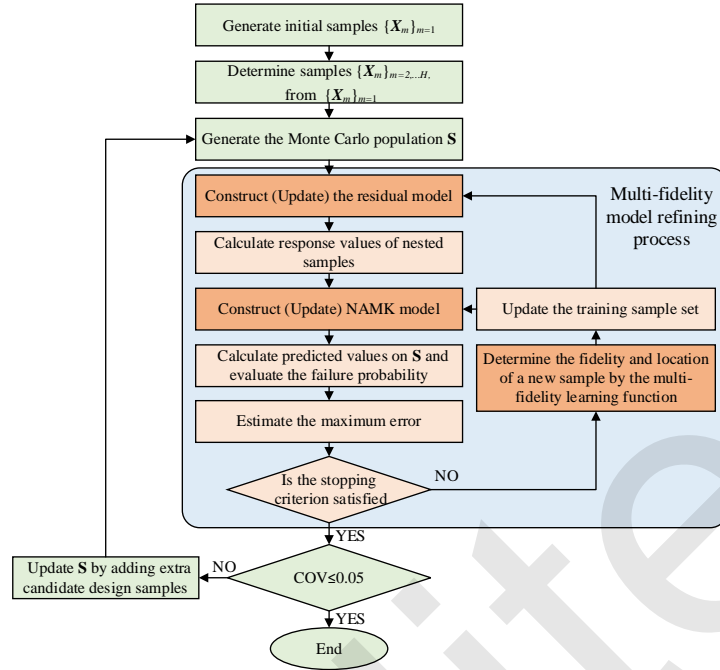 Generate initial samples {X_m}_{m=1}
Determine samples {X_m}_{m=2,...H,}
from {X_m}_{m=1}
Generate the Monte Carlo population S
Multi-fidelity
model refining
process
Construct (Update) the residual model
Calculate response values of nested
samples
Construct (Update) NAMK model
Update the training sample set
Calculate predicted values on S and
evaluate the failure probability
Determine the fidelity and location
of a new sample by the multi-
fidelity learning function
Estimate the maximum error
Is the stopping
criterion satisfied
NO
YES
Update S by adding extra
candidate design samples
NO
COV≤0.05
YES
End